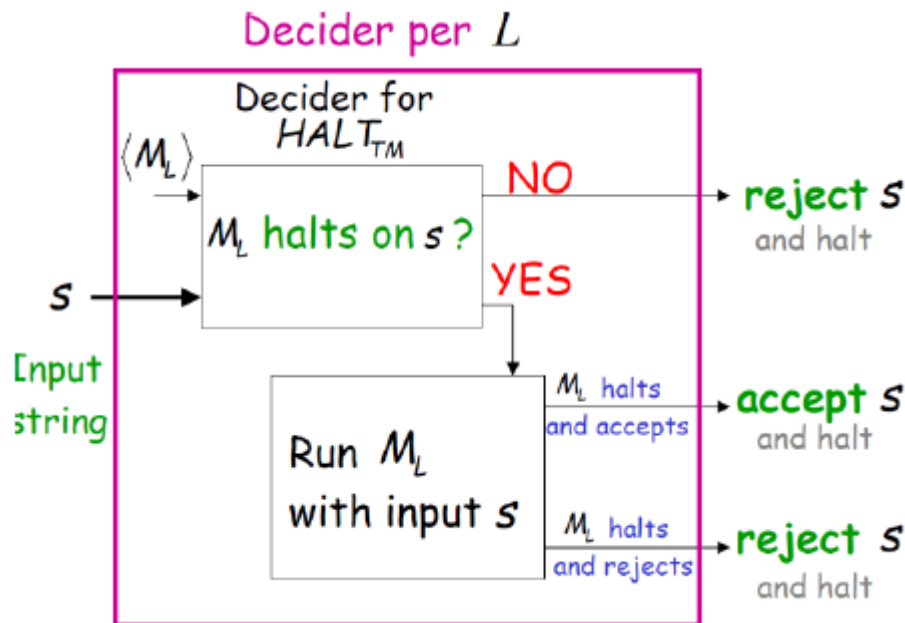 Decider per L
Decider for
HALT_TM
⟨M_L⟩
NO
reject s
and halt
M_L halts on s ?
YES
s
Input
string
M_L halts
and accepts
accept s
and halt
Run M_L
with input s
M_L halts
and rejects
reject s
and halt